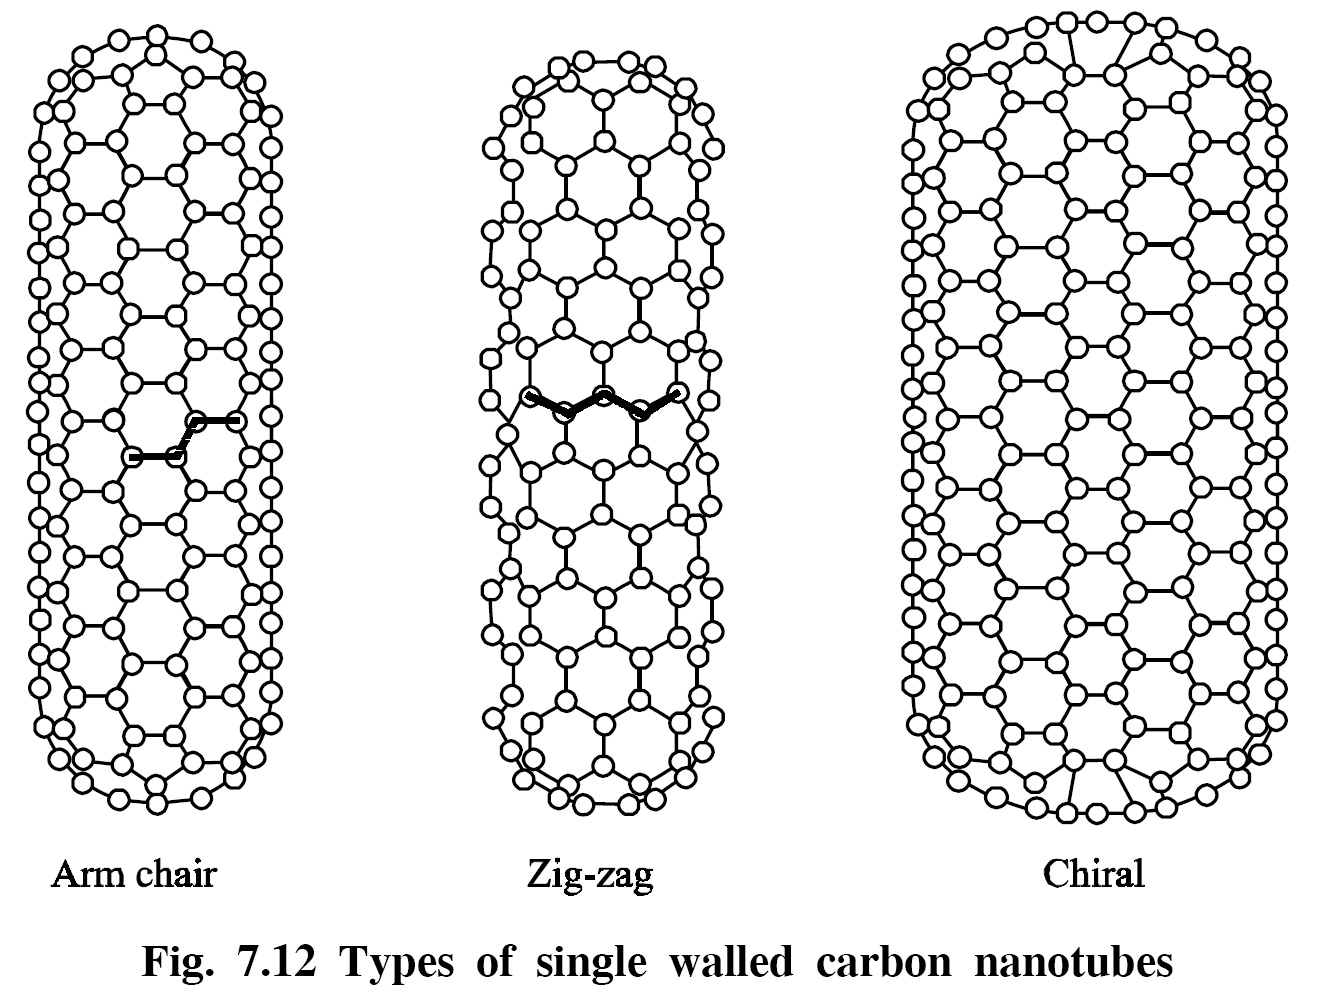 Arm chair Zig-zag Chiral
Fig. 7.12 Types of single walled carbon nanotubes